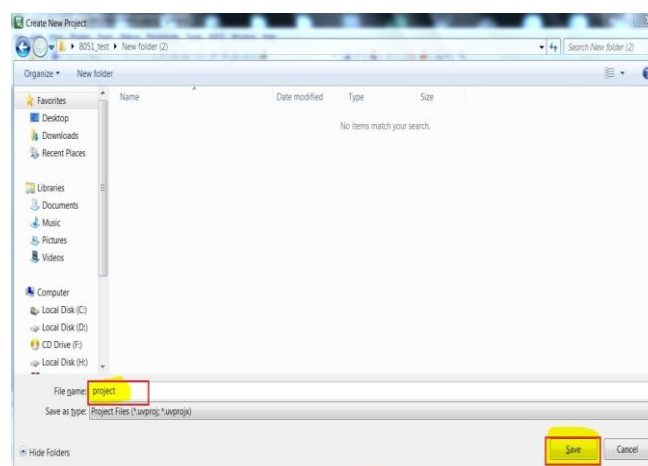 Create New Project
8051_test ▸ New folder (2)
Search New folder (2)
Organize ▾ New folder
Name Date modified Type Size
No items match your search.
Favorites
Desktop
Downloads
Recent Places
Libraries
Documents
Music
Pictures
Videos
Computer
Local Disk (C:)
Local Disk (D:)
CD Drive (F:)
Local Disk (H:)
File name: project
Save as type: Project Files (*.uvproj; *.uvprojx)
Hide Folders
Save Cancel